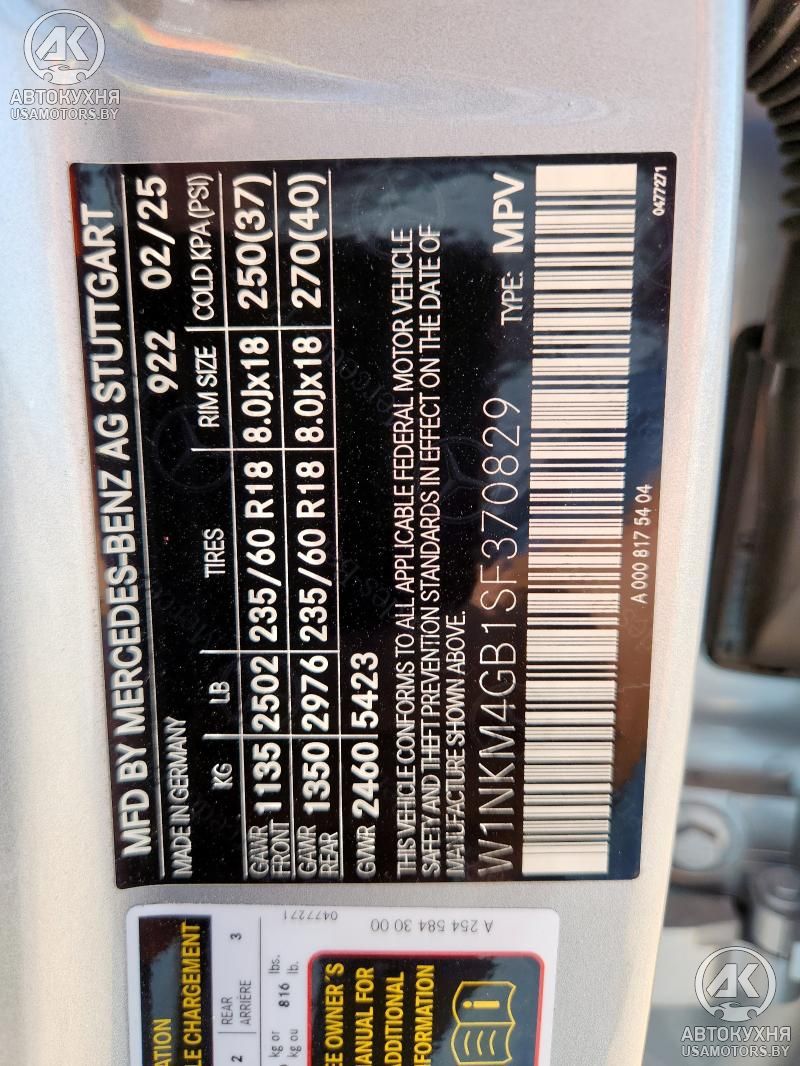 AK
АВТОКУХНЯ
USAMOTORS.BY
MFD BY MERCEDES-BENZ AG STUTTGART
MADE IN GERMANY 922 02/25
KG LB TIRES RIM SIZE COLD KPA(PSI)
GAWR FRONT 1135 2502 235/60 R18 8.0Jx18 250(37)
GAWR REAR 1350 2976 235/60 R18 8.0Jx18 270(40)
GVWR 2460 5423
THIS VEHICLE CONFORMS TO ALL APPLICABLE FEDERAL MOTOR VEHICLE
SAFETY AND THEFT PREVENTION STANDARDS IN EFFECT ON THE DATE OF
MANUFACTURE SHOWN ABOVE.
W1NKM4GB1SF370829 TYPE: MPV
A 000 817 54 04 0477271
LE CHARGEMENT
2 REAR ARRIÈRE 3
kg or lbs.
kg ou 816 lb.
EE OWNER'S
MANUAL FOR
ADDITIONAL
NFORMATION
A 254 584 30 00
0477271
AK
АВТОКУХНЯ
USAMOTORS.BY